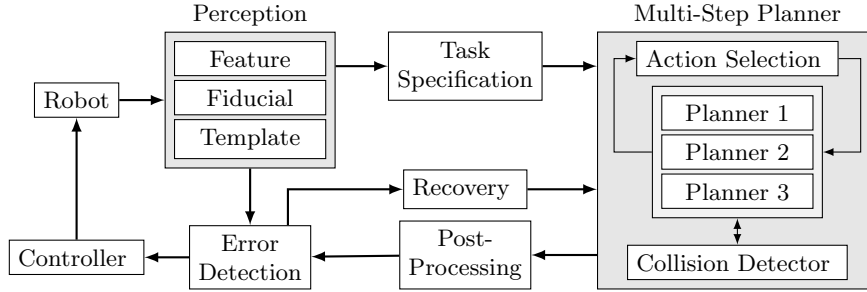 Perception
Multi-Step Planner
Feature
Fiducial
Template
Task
Specification
Action Selection
Robot
Planner 1
Planner 2
Planner 3
Recovery
Controller
Error
Detection
Post-
Processing
Collision Detector